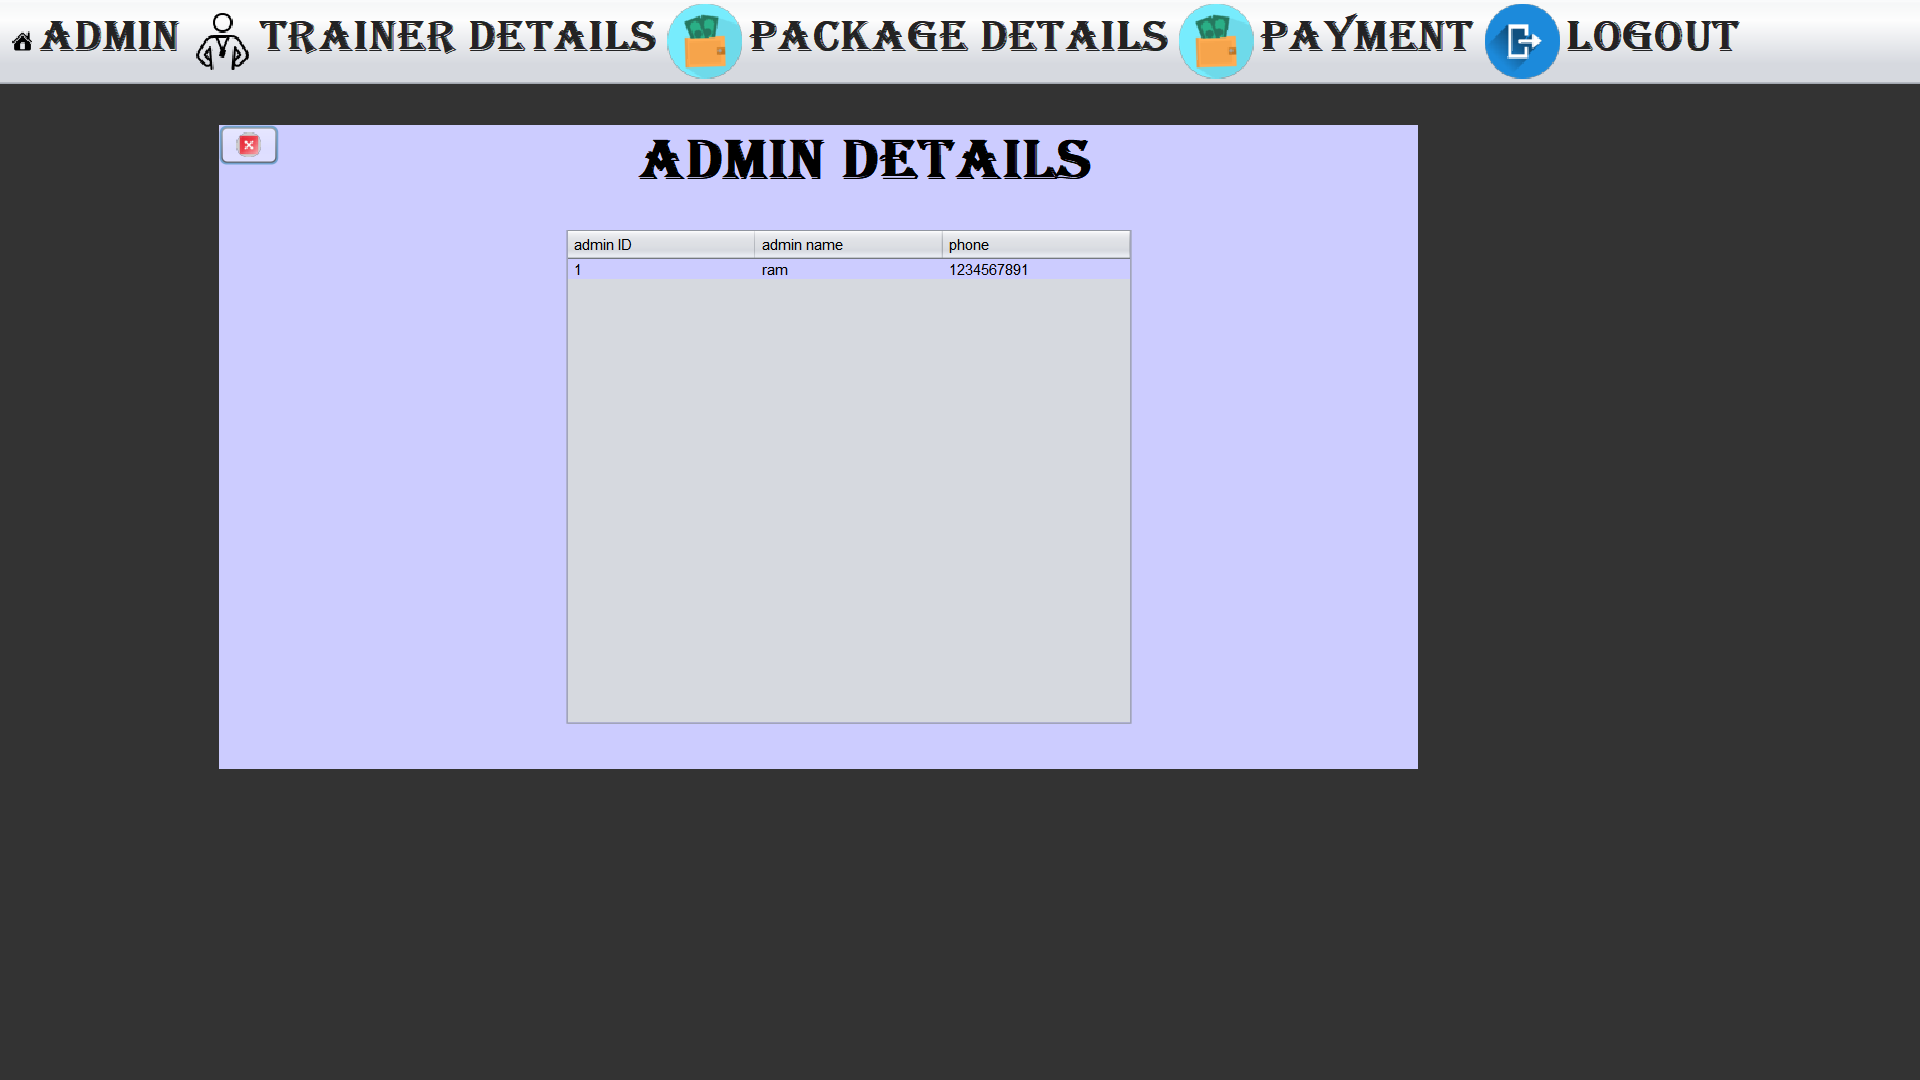 ADMIN TRAINER DETAILS PACKAGE DETAILS PAYMENT LOGOUT
ADMIN DETAILS
admin ID admin name phone
1 ram 1234567891